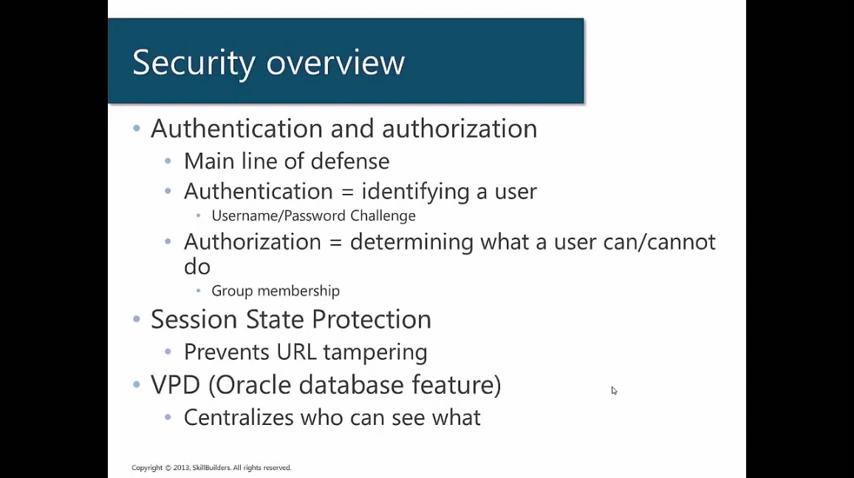 Security overview
• Authentication and authorization
• Main line of defense
• Authentication = identifying a user
• Username/Password Challenge
• Authorization = determining what a user can/cannot
do
• Group membership
• Session State Protection
• Prevents URL tampering
• VPD (Oracle database feature)
• Centralizes who can see what
Copyright © 2013, SkillBuilders. All rights reserved.